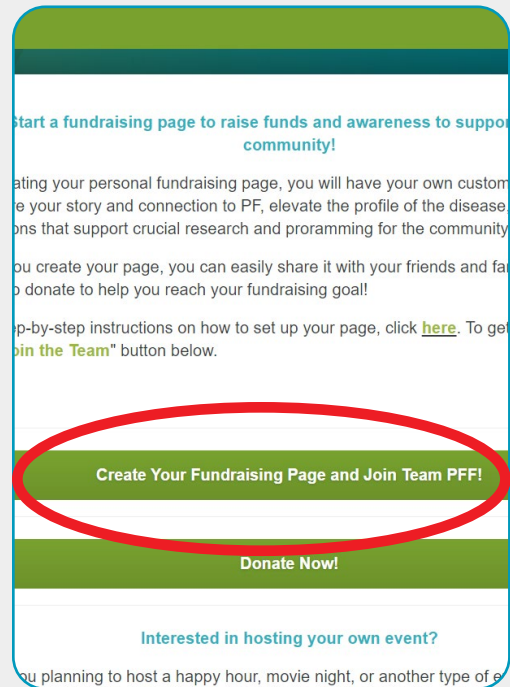 Start a fundraising page to raise funds and awareness to suppor
community!
ating your personal fundraising page, you will have your own custom
re your story and connection to PF, elevate the profile of the disease,
ons that support crucial research and proramming for the community
ou create your page, you can easily share it with your friends and fa
o donate to help you reach your fundraising goal!
ep-by-step instructions on how to set up your page, click here. To get
oin the Team" button below.
Create Your Fundraising Page and Join Team PFF!
Donate Now!
Interested in hosting your own event?
ou planning to host a happy hour, movie night, or another type of e